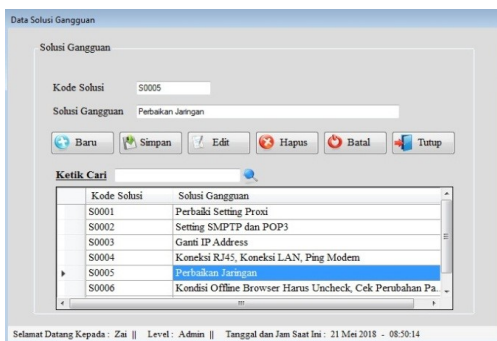 Data Solusi Gangguan
Solusi Gangguan
Kode Solusi S0005
Solusi Gangguan Perbaikan Jaringan
Baru Simpan Edit Hapus Batal Tutup
Ketik Cari
Kode Solusi Solusi Gangguan
S0001 Perbaiki Setting Proxi
S0002 Setting SMPTP dan POP3
S0003 Ganti IP Address
S0004 Koneksi RJ45, Koneksi LAN, Ping Modem
S0005 Perbaikan Jaringan
S0006 Kondisi Offline Browser Harus Uncheck, Cek Perubahan Pa...
Selamat Datang Kepada : Zai || Level : Admin || Tanggal dan Jam Saat Ini : 21 Mei 2018 - 08:50:14